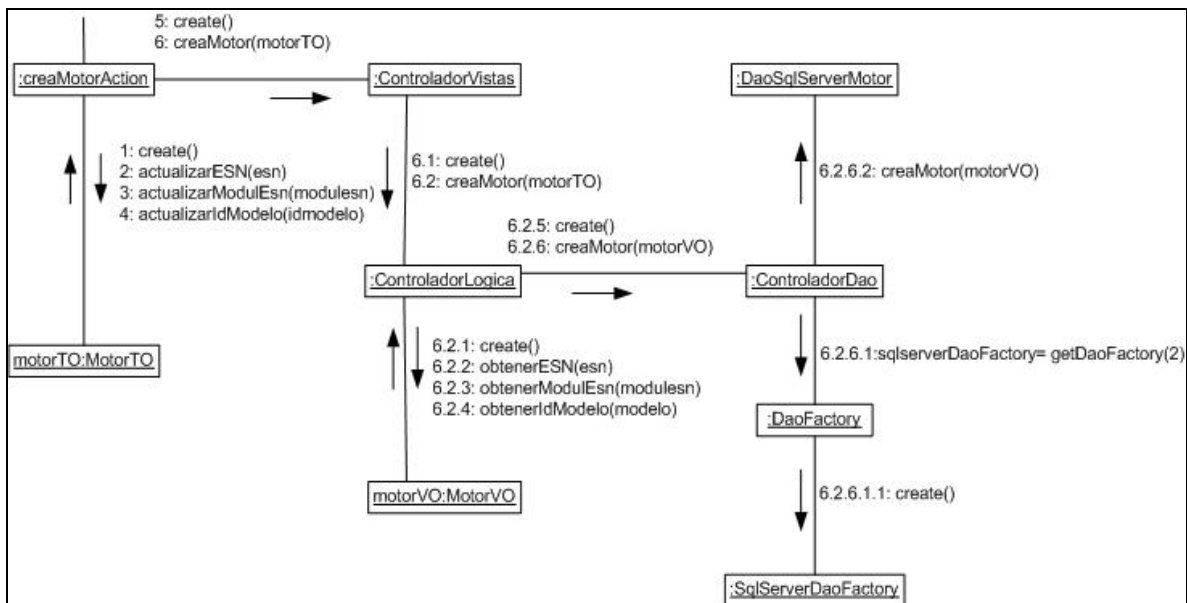 5: create()
6: creaMotor(motorTO)
:creaMotorAction
:ControladorVistas
:DaoSqlServerMotor
1: create()
2: actualizarESN(esn)
3: actualizarModulEsn(modulesn)
4: actualizarIdModelo(idmodelo)
6.1: create()
6.2: creaMotor(motorTO)
6.2.6.2: creaMotor(motorVO)
6.2.5: create()
6.2.6: creaMotor(motorVO)
:ControladorLogica
:ControladorDao
motorTO:MotorTO
6.2.1: create()
6.2.2: obtenerESN(esn)
6.2.3: obtenerModulEsn(modulesn)
6.2.4: obtenerIdModelo(modelo)
6.2.6.1:sqlserverDaoFactory= getDaoFactory(2)
:DaoFactory
motorVO:MotorVO
6.2.6.1.1: create()
:SqlServerDaoFactory